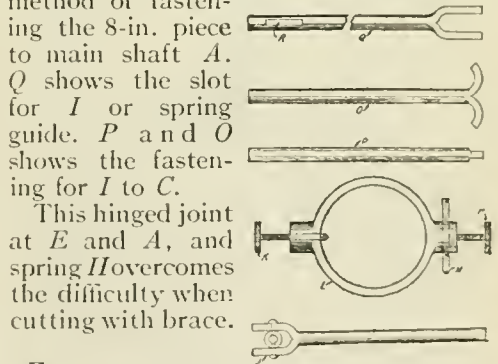 method of fasten-
ing the 8-in. piece
to main shaft A.
Q shows the slot
for I or spring
guide. P and O
shows the fasten-
ing for I to C.
This hinged joint
at E and A, and
spring H overcomes
the difficulty when
cutting with brace.
R
Q
O
P
K
L
N